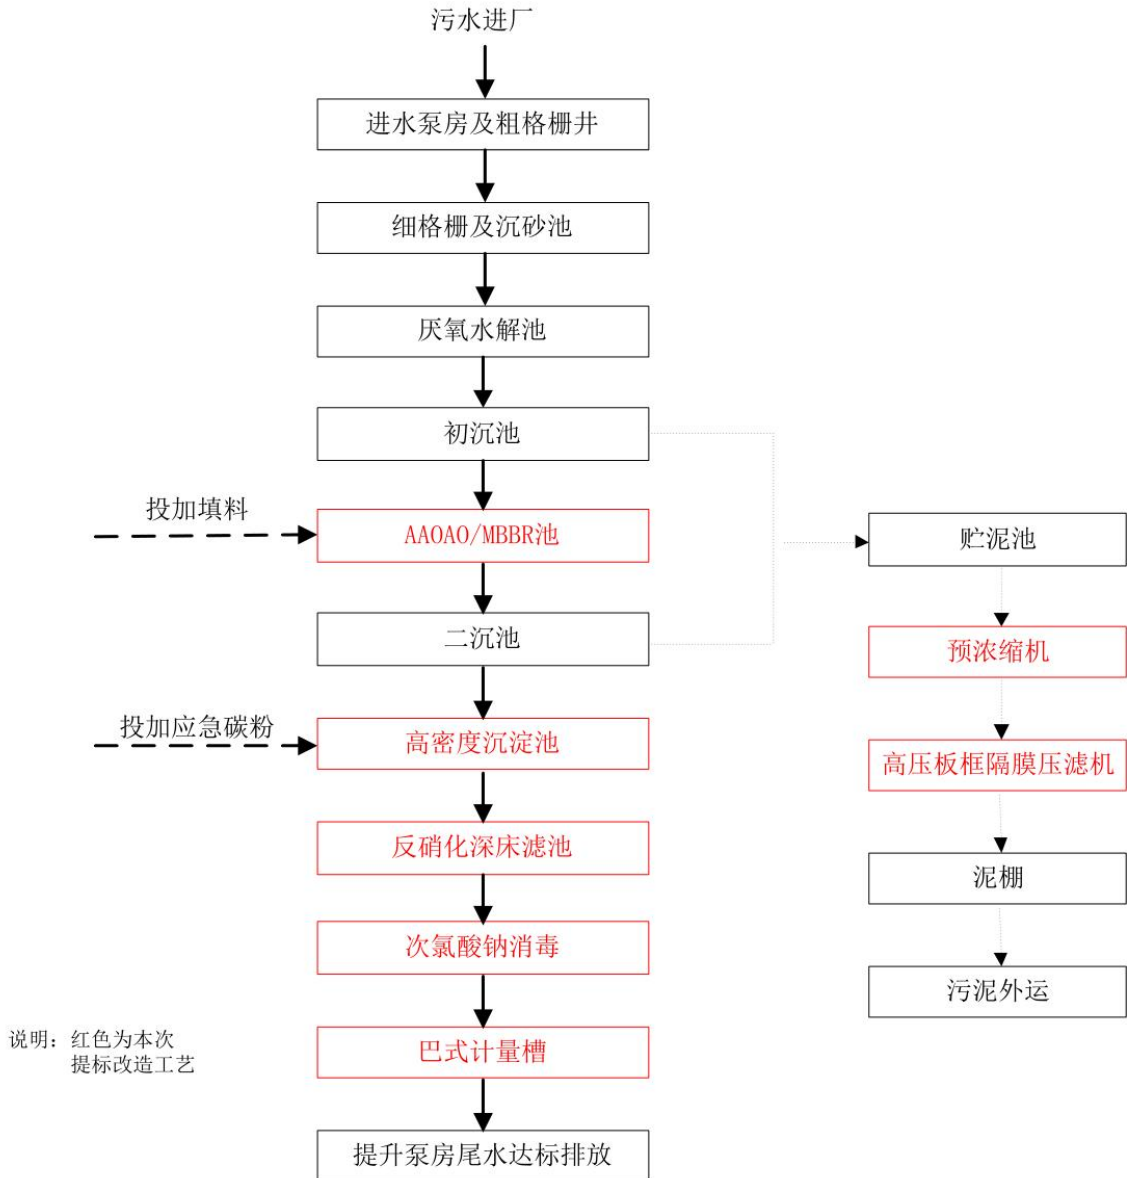 污水进厂
进水泵房及粗格栅井
细格栅及沉砂池
厌氧水解池
初沉池
投加填料
AAOAO/MBBR池
二沉池
投加应急碳粉
高密度沉淀池
反硝化深床滤池
次氯酸钠消毒
巴式计量槽
提升泵房尾水达标排放
贮泥池
预浓缩机
高压板框隔膜压滤机
泥棚
污泥外运
说明：红色为本次
提标改造工艺